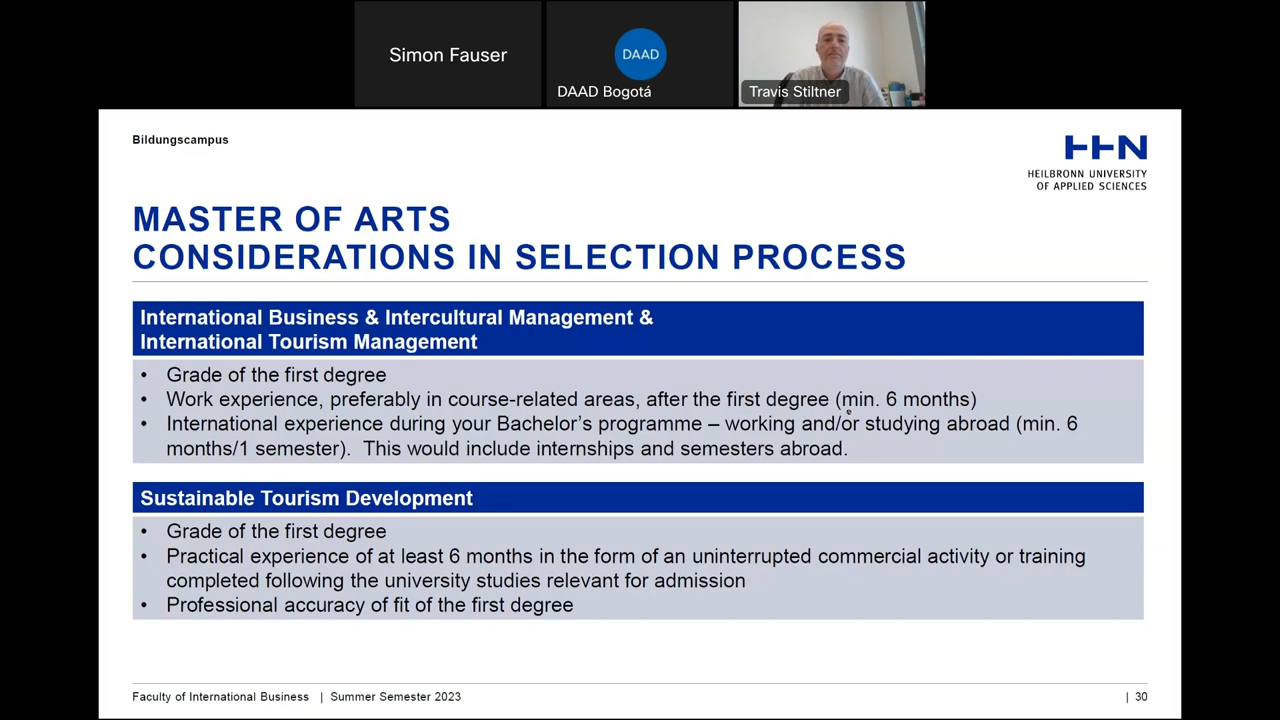 Simon Fauser
DAAD
DAAD Bogotá
Travis Stiltner
Bildungscampus
HHN
HEILBRONN UNIVERSITY
OF APPLIED SCIENCES
MASTER OF ARTS
CONSIDERATIONS IN SELECTION PROCESS
International Business & Intercultural Management &
International Tourism Management
• Grade of the first degree
• Work experience, preferably in course-related areas, after the first degree (min. 6 months)
• International experience during your Bachelor’s programme – working and/or studying abroad (min. 6
months/1 semester).  This would include internships and semesters abroad.
Sustainable Tourism Development
• Grade of the first degree
• Practical experience of at least 6 months in the form of an uninterrupted commercial activity or training
completed following the university studies relevant for admission
• Professional accuracy of fit of the first degree
Faculty of International Business | Summer Semester 2023
| 30